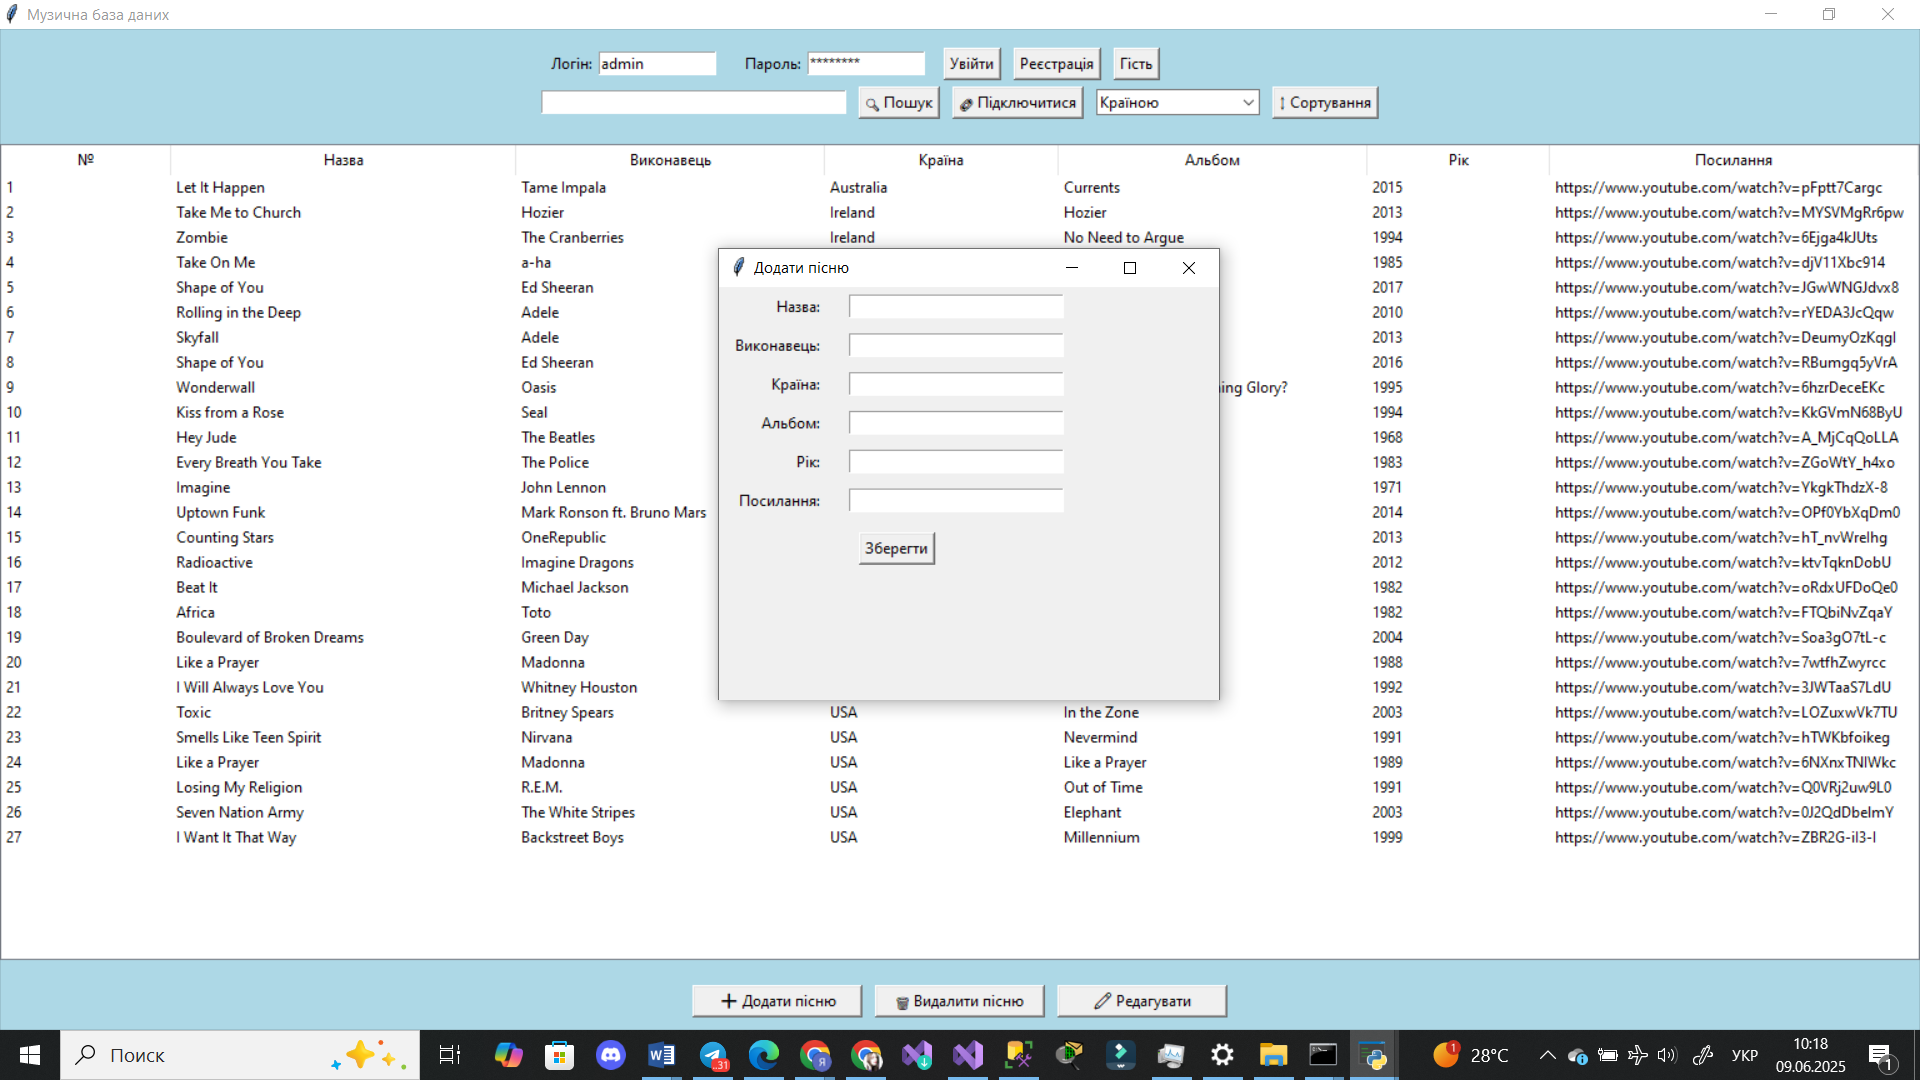 Музична база даних
Логін: admin Пароль: ******** Увійти Реєстрація Гість
Пошук Підключитися Країною Сортування
№ Назва Виконавець Країна Альбом Рік Посилання
1 Let It Happen Tame Impala Australia Currents 2015 https://www.youtube.com/watch?v=pFptt7Cargc
2 Take Me to Church Hozier Ireland Hozier 2013 https://www.youtube.com/watch?v=MYSVMgRr6pw
3 Zombie The Cranberries Ireland No Need to Argue 1994 https://www.youtube.com/watch?v=6Ejga4kJUts
4 Take On Me a-ha 1985 https://www.youtube.com/watch?v=djV11Xbc914
5 Shape of You Ed Sheeran 2017 https://www.youtube.com/watch?v=JGwWNGJdvx8
6 Rolling in the Deep Adele 2010 https://www.youtube.com/watch?v=rYEDA3JcQqw
7 Skyfall Adele 2013 https://www.youtube.com/watch?v=DeumyOzKqgI
8 Shape of You Ed Sheeran 2016 https://www.youtube.com/watch?v=RBumgq5yVrA
9 Wonderwall Oasis ing Glory? 1995 https://www.youtube.com/watch?v=6hzrDeceEKc
10 Kiss from a Rose Seal 1994 https://www.youtube.com/watch?v=KkGVmN68ByU
11 Hey Jude The Beatles 1968 https://www.youtube.com/watch?v=A_MjCqQoLLA
12 Every Breath You Take The Police 1983 https://www.youtube.com/watch?v=ZGoWtY_h4xo
13 Imagine John Lennon 1971 https://www.youtube.com/watch?v=YkgkThdzX-8
14 Uptown Funk Mark Ronson ft. Bruno Mars 2014 https://www.youtube.com/watch?v=OPf0YbXqDm0
15 Counting Stars OneRepublic 2013 https://www.youtube.com/watch?v=hT_nvWreIhg
16 Radioactive Imagine Dragons 2012 https://www.youtube.com/watch?v=ktvTqknDobU
17 Beat It Michael Jackson 1982 https://www.youtube.com/watch?v=oRdxUFDoQe0
18 Africa Toto 1982 https://www.youtube.com/watch?v=FTQbiNvZqaY
19 Boulevard of Broken Dreams Green Day 2004 https://www.youtube.com/watch?v=Soa3gO7tL-c
20 Like a Prayer Madonna 1988 https://www.youtube.com/watch?v=7wtfhZwyrcc
21 I Will Always Love You Whitney Houston 1992 https://www.youtube.com/watch?v=3JWTaaS7LdU
22 Toxic Britney Spears USA In the Zone 2003 https://www.youtube.com/watch?v=LOZuxwVk7TU
23 Smells Like Teen Spirit Nirvana USA Nevermind 1991 https://www.youtube.com/watch?v=hTWKbfoikeg
24 Like a Prayer Madonna USA Like a Prayer 1989 https://www.youtube.com/watch?v=6NXnxTNIWkc
25 Losing My Religion R.E.M. USA Out of Time 1991 https://www.youtube.com/watch?v=Q0VRj2uw9L0
26 Seven Nation Army The White Stripes USA Elephant 2003 https://www.youtube.com/watch?v=0J2QdDbelmY
27 I Want It That Way Backstreet Boys USA Millennium 1999 https://www.youtube.com/watch?v=ZBR2G-iI3-I
Додати пісню
Назва:
Виконавець:
Країна:
Альбом:
Рік:
Посилання:
Зберегти
Додати пісню Видалити пісню Редагувати
Поиск .31 1 28°C УКР 10:18
09.06.2025 1